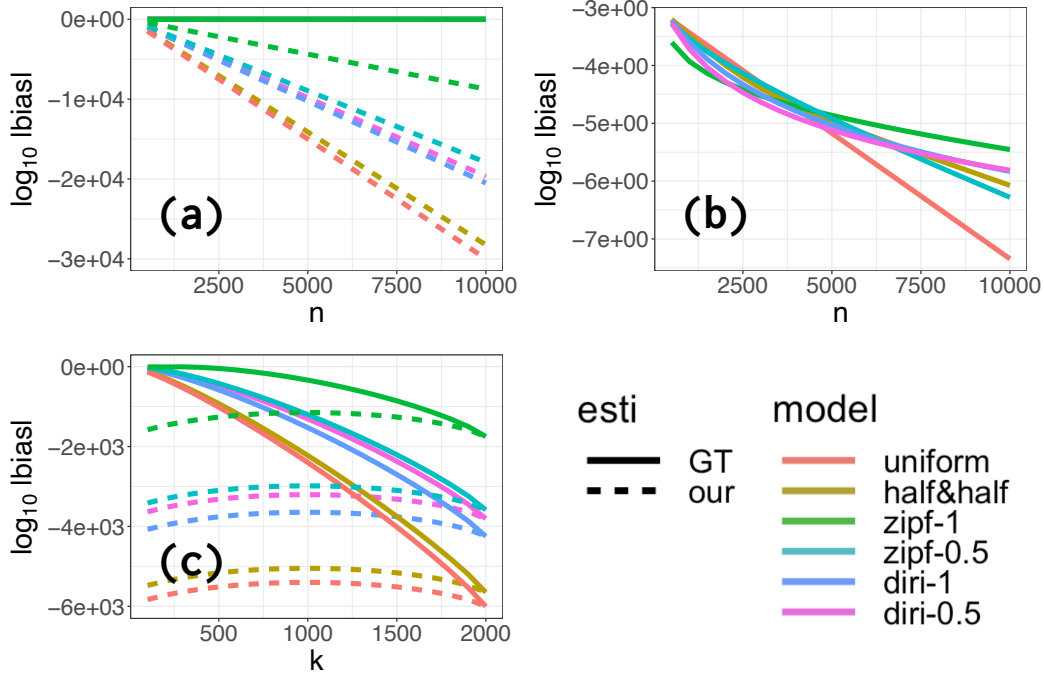 0e+00
−1e+04
−2e+04
−3e+04
log10 |bias|
(a)
2500 5000 7500 10000
n
−3e+00
−4e+00
−5e+00
−6e+00
−7e+00
log10 |bias|
(b)
2500 5000 7500 10000
n
0e+00
−2e+03
−4e+03
−6e+03
log10 |bias|
(c)
500 1000 1500 2000
k
esti
GT
our
model
uniform
half&half
zipf-1
zipf-0.5
diri-1
diri-0.5